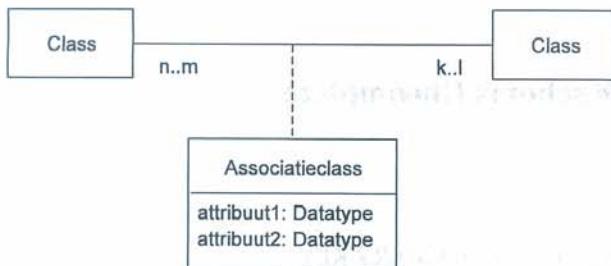 Class
Class
n..m
k..l
Associatieclass
attribuut1: Datatype
attribuut2: Datatype